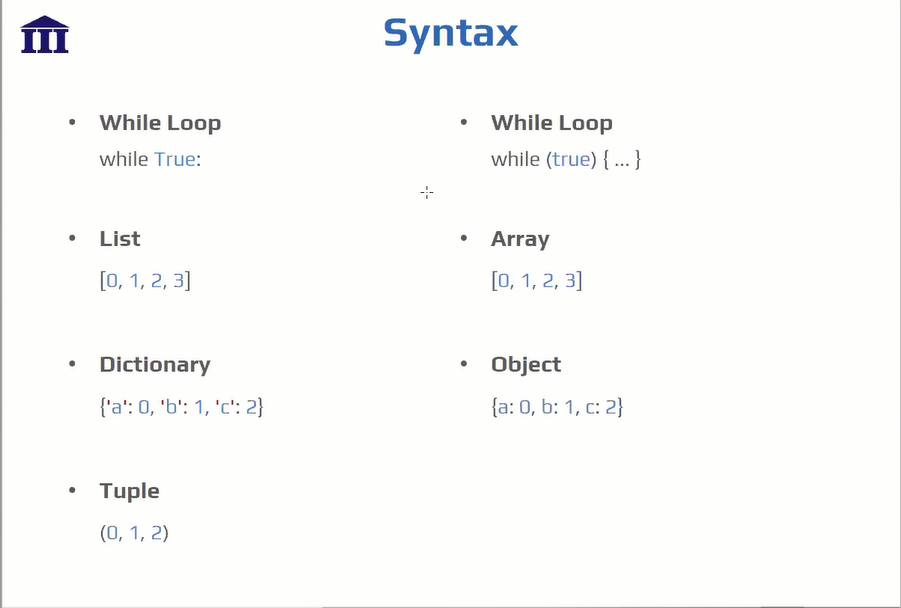 Syntax
• While Loop
while True:
• List
[0, 1, 2, 3]
• Dictionary
{'a': 0, 'b': 1, 'c': 2}
• Tuple
(0, 1, 2)
• While Loop
while (true) { ... }
• Array
[0, 1, 2, 3]
• Object
{a: 0, b: 1, c: 2}